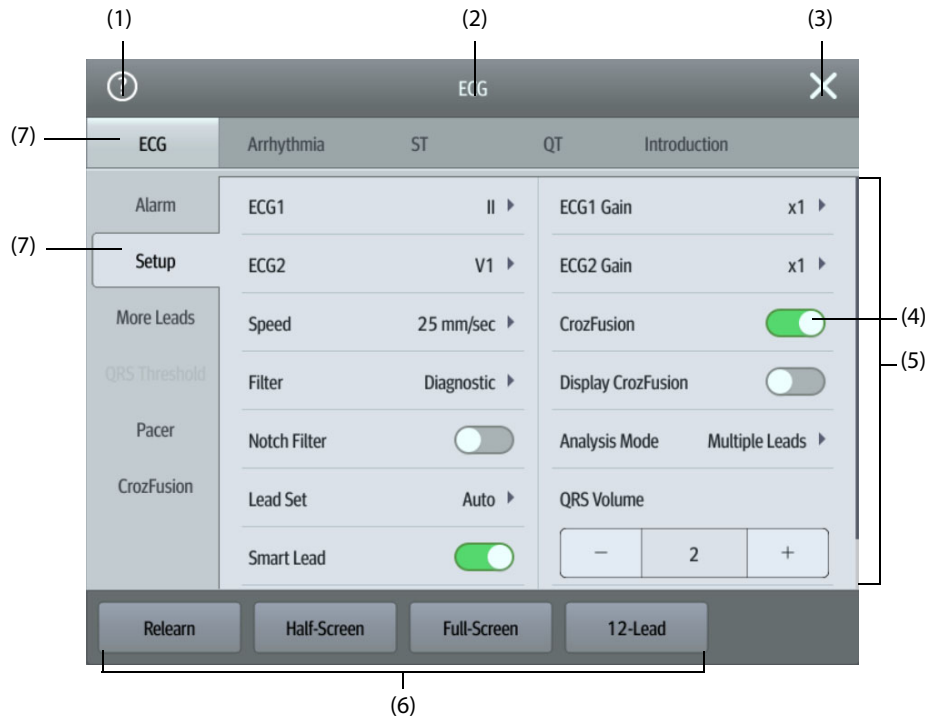 (1) (2) (3)
? ECG
(7) ECG Arrhythmia ST QT Introduction
Alarm ECG1 II ECG1 Gain x1
(7) Setup ECG2 V1 ECG2 Gain x1
More Leads Speed 25 mm/sec CrozFusion (4)
(5)
QRS Threshold Filter Diagnostic Display CrozFusion
Pacer Notch Filter Analysis Mode Multiple Leads
CrozFusion Lead Set Auto QRS Volume
Smart Lead − 2 +
Relearn Half-Screen Full-Screen 12-Lead
(6)